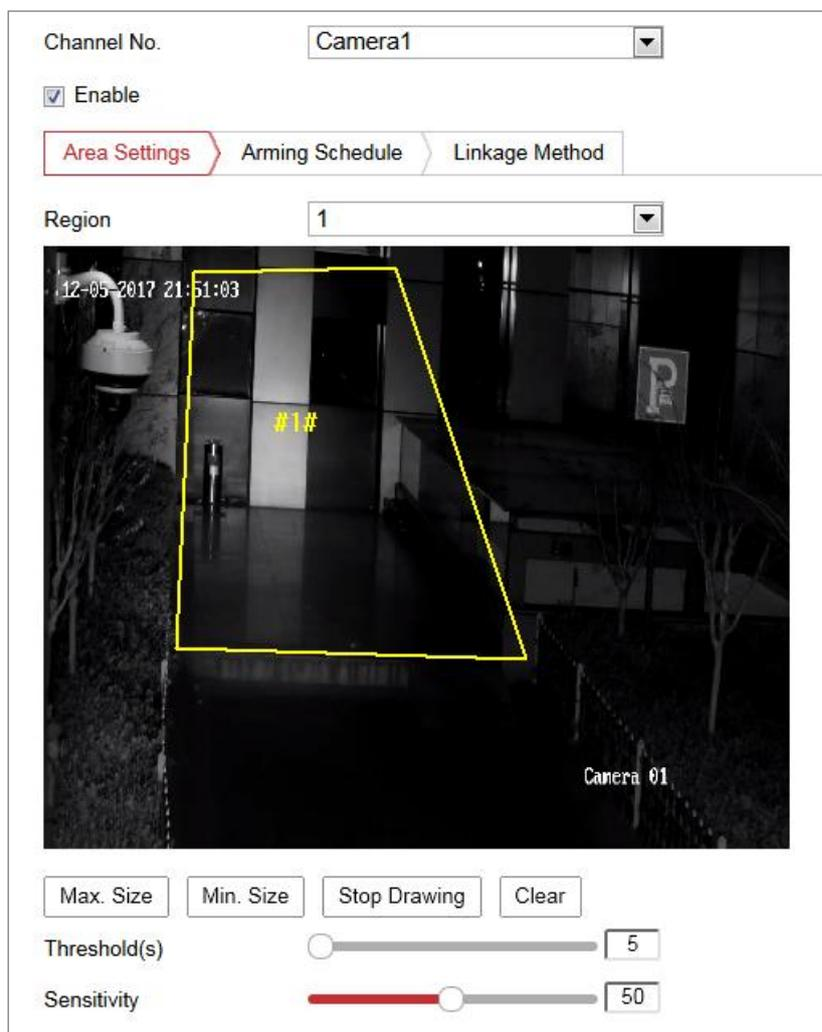 Channel No. Camera1
Enable
Area Settings Arming Schedule Linkage Method
Region 1
12-05-2017 21:51:03
#1#
P
Camera 01
Max. Size Min. Size Stop Drawing Clear
Threshold(s) 5
Sensitivity 50